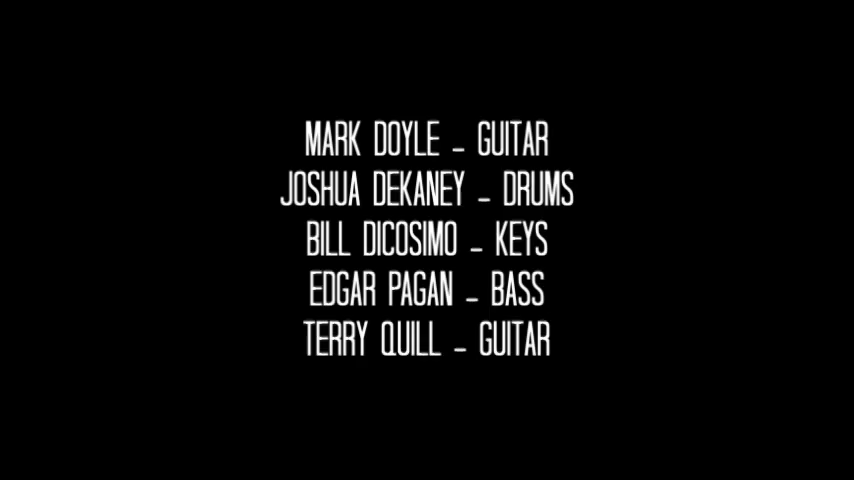 MARK DOYLE - GUITAR
JOSHUA DEKANEY - DRUMS
BILL DICOSIMO - KEYS
EDGAR PAGAN - BASS
TERRY QUILL - GUITAR